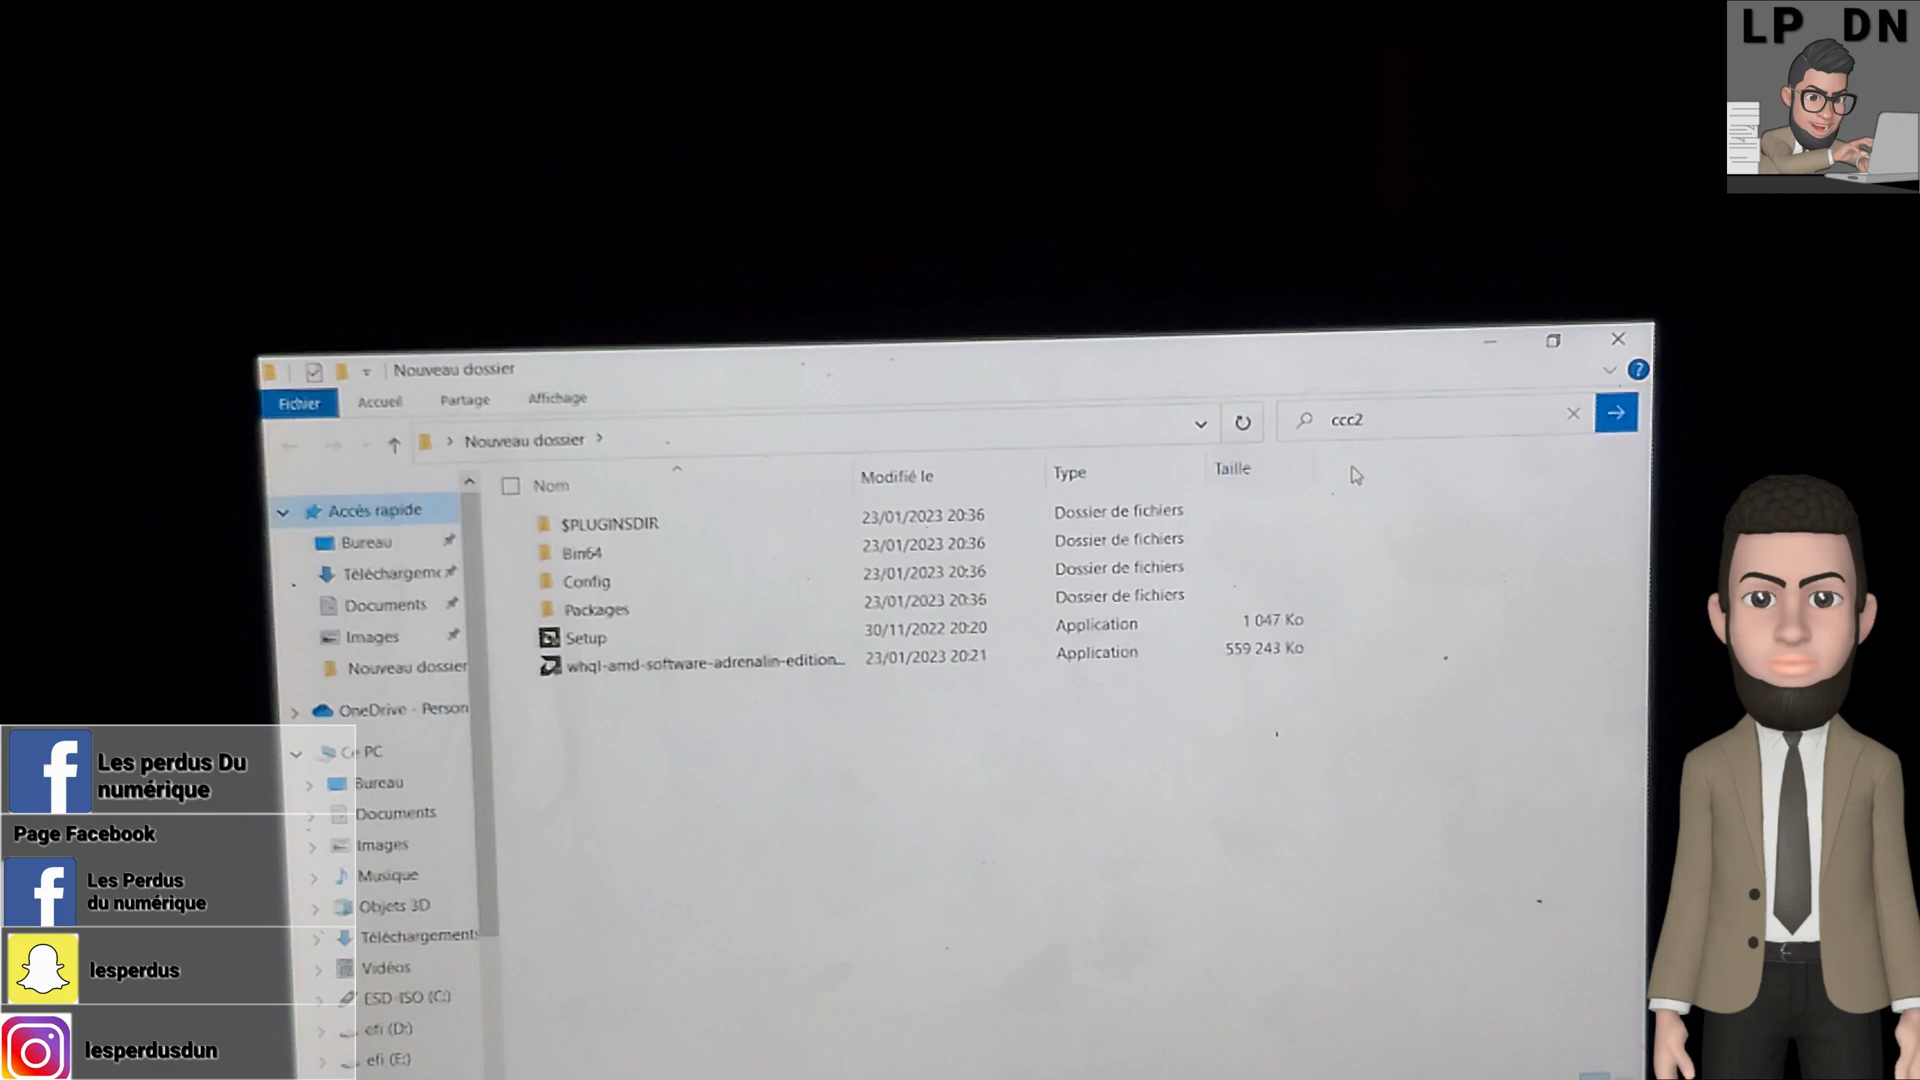 LP DN
Nouveau dossier
Fichier
Accueil
Partage
Affichage
Nouveau dossier
ccc2
Nom
Modifié le
Type
Taille
$PLUGINSDIR 23/01/2023 20:36 Dossier de fichiers
Bin64 23/01/2023 20:36 Dossier de fichiers
Config 23/01/2023 20:36 Dossier de fichiers
Packages 23/01/2023 20:36 Dossier de fichiers
Setup 30/11/2022 20:20 Application 1 047 Ko
whql-amd-software-adrenalin-edition... 23/01/2023 20:21 Application 559 243 Ko
Accès rapide
Bureau
Téléchargeme
Documents
Images
Nouveau dossier
OneDrive - Person
Ce PC
Bureau
Documents
Images
Musique
Objets 3D
Téléchargements
Vidéos
ESD-ISO (C:)
efi (D:)
efi (E:)
Les perdus Du
numérique
Page Facebook
Les Perdus
du numérique
lesperdus
lesperdusdun